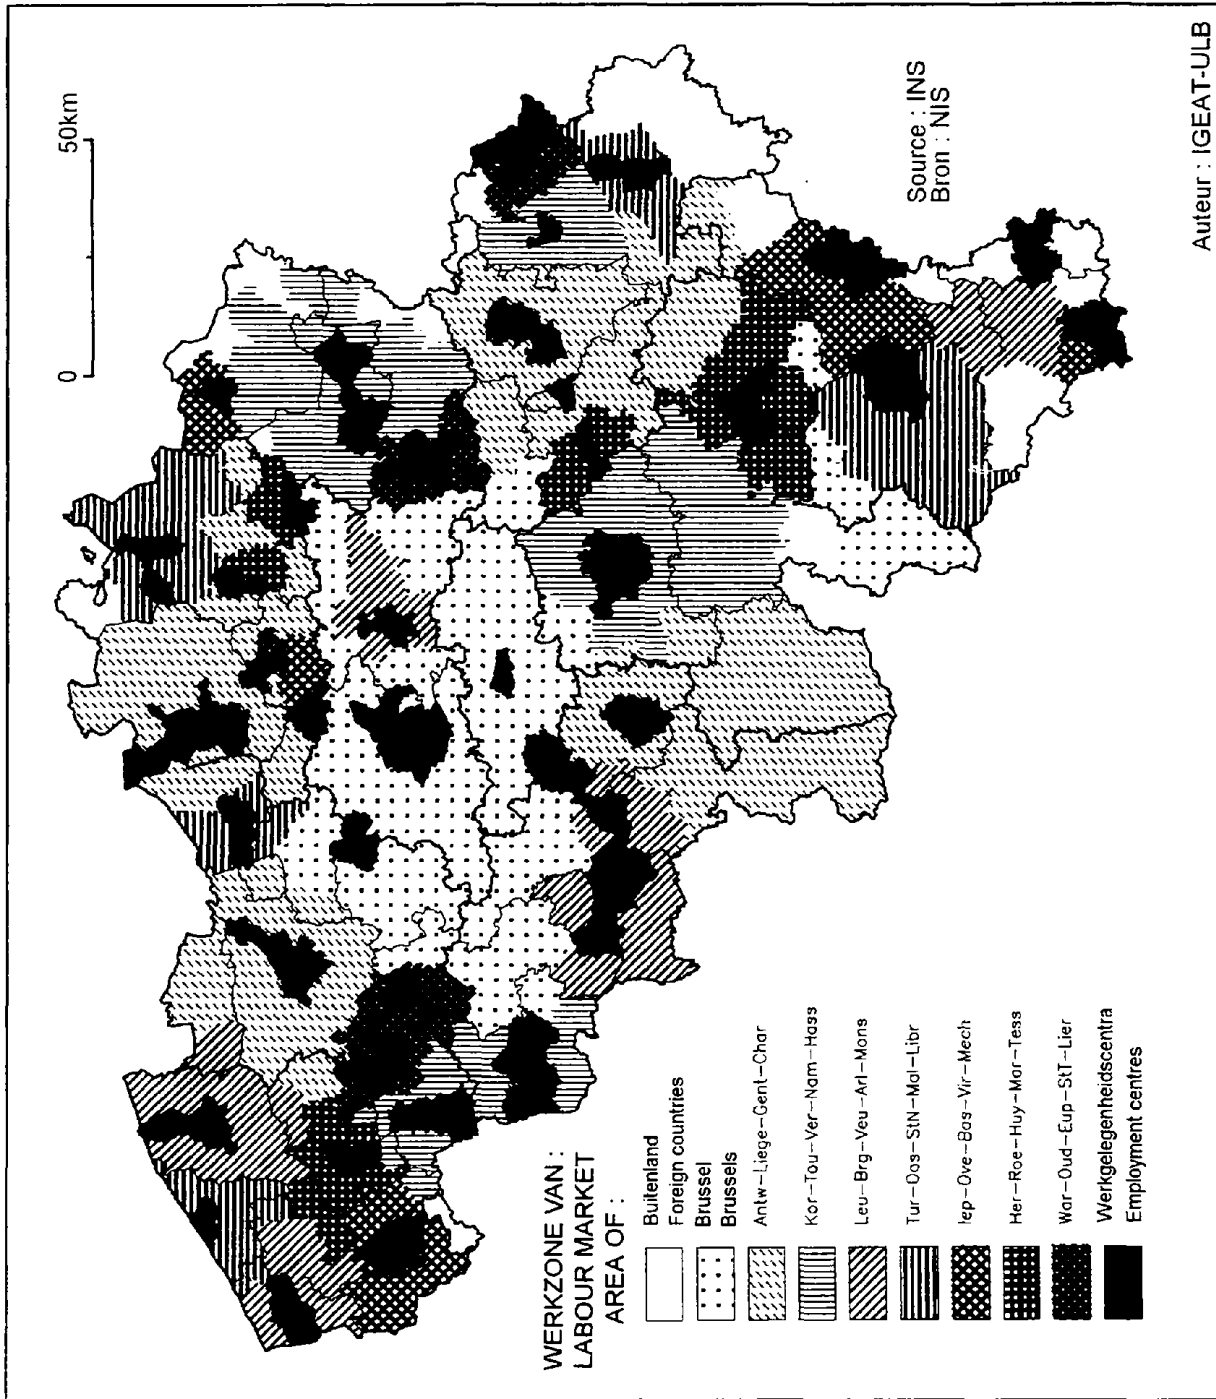 0
50km
Source : INS
Bron : NIS
WERKZONE VAN :
LABOUR MARKET
AREA OF :
Buitenland
Foreign countries
Brussel
Brussels
Antw-Liege-Gent-Char
Kor-Tou-Ver-Nam-Hass
Leu-Brg-Veu-Arl-Mons
Tur-Oos-StN-Mol-Libr
Iep-Ove-Bas-Vir-Mech
Her-Roe-Huy-Mar-Tess
War-Oud-Eup-StT-Lier
Werkgelegenheidscentra
Employment centres
Auteur : IGEAT-ULB